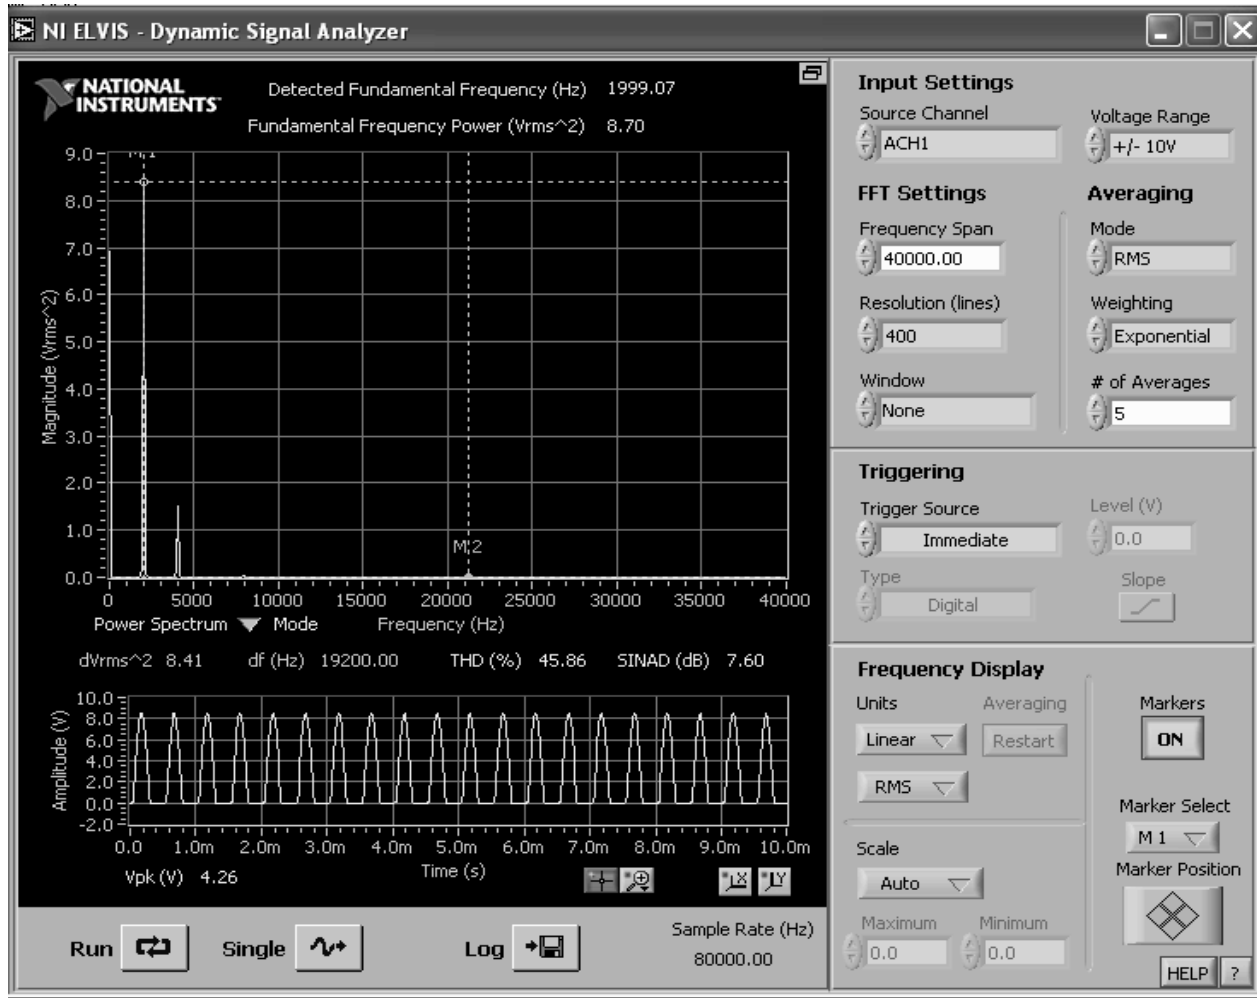 NI ELVIS - Dynamic Signal Analyzer
NATIONAL
INSTRUMENTS
Detected Fundamental Frequency (Hz) 1999.07
Fundamental Frequency Power (Vrms^2) 8.70
9.0
8.0
7.0
6.0
5.0
4.0
3.0
2.0
1.0
0.0
Magnitude (Vrms^2)
M 2
0 5000 10000 15000 20000 25000 30000 35000 40000
Power Spectrum Mode Frequency (Hz)
dVrms^2 8.41 df (Hz) 19200.00 THD (%) 45.86 SINAD (dB) 7.60
10.0
8.0
6.0
4.0
2.0
0.0
-2.0
Amplitude (V)
0.0 1.0m 2.0m 3.0m 4.0m 5.0m 6.0m 7.0m 8.0m 9.0m 10.0m
Vpk (V) 4.26 Time (s)
X Y
Run Single Log Sample Rate (Hz)
80000.00
Input Settings
Source Channel Voltage Range
ACH1 +/- 10V
FFT Settings Averaging
Frequency Span Mode
40000.00 RMS
Resolution (lines) Weighting
400 Exponential
Window # of Averages
None 5
Triggering
Trigger Source Level (V)
Immediate 0.0
Type Slope
Digital
Frequency Display
Units Averaging Markers
Linear Restart ON
RMS
Marker Select
M 1
Scale Marker Position
Auto
Maximum Minimum
0.0 0.0
HELP ?